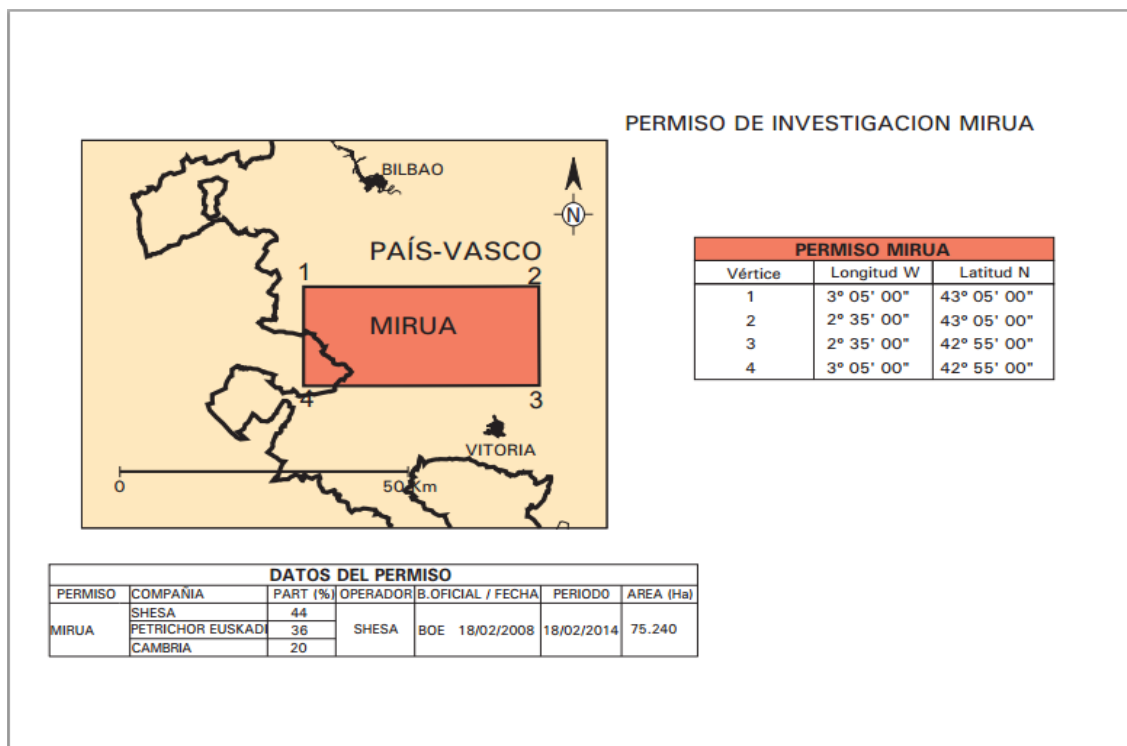 PERMISO DE INVESTIGACION MIRUA
BILBAO
N
PAÍS-VASCO
1 2
MIRUA
4 3
VITORIA
0 50 Km
PERMISO MIRUA
Vértice Longitud W Latitud N
1 3º 05' 00" 43º 05' 00"
2 2º 35' 00" 43º 05' 00"
3 2º 35' 00" 42º 55' 00"
4 3º 05' 00" 42º 55' 00"
DATOS DEL PERMISO
PERMISO COMPAÑIA PART (%) OPERADOR B.OFICIAL / FECHA PERIODO AREA (Ha)
SHESA 44
MIRUA PETRICHOR EUSKADI 36 SHESA BOE 18/02/2008 18/02/2014 75.240
CAMBRIA 20